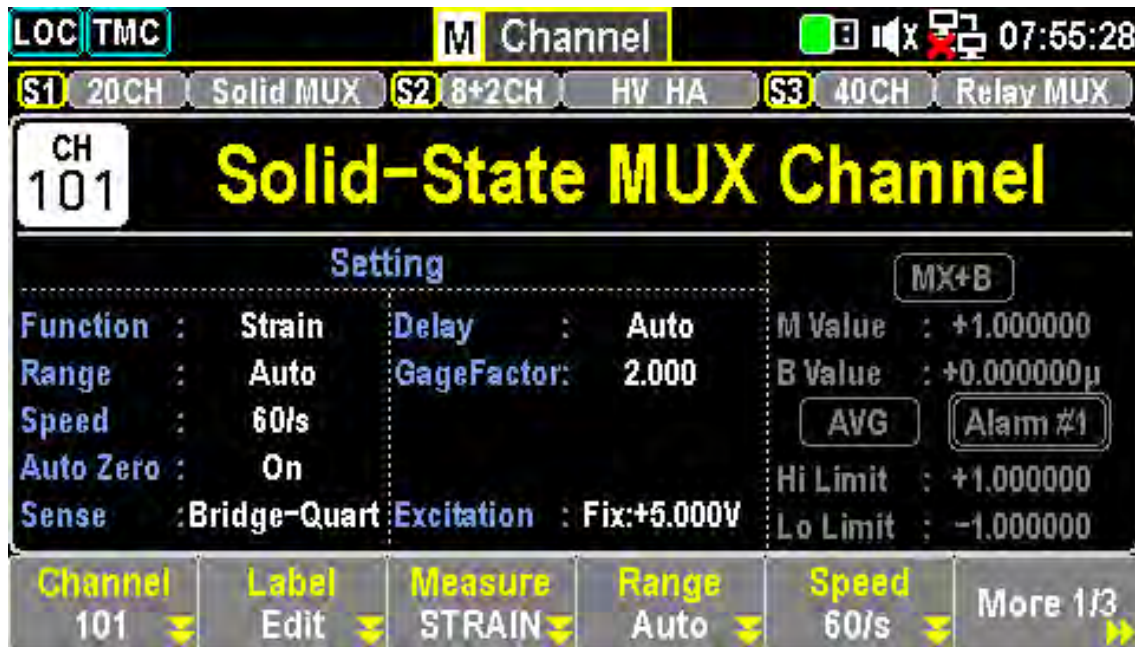 LOC TMC M Channel 07:55:28
S1 20CH Solid MUX S2 8+2CH HV HA S3 40CH Relay MUX
CH
101
Solid-State MUX Channel
Setting
Function : Strain
Range : Auto
Speed : 60/s
Auto Zero : On
Sense :Bridge-Quart
Delay : Auto
GageFactor: 2.000
Excitation : Fix:+5.000V
MX+B
M Value : +1.000000
B Value : +0.000000µ
AVG Alarm #1
Hi Limit : +1.000000
Lo Limit : -1.000000
Channel
101
Label
Edit
Measure
STRAIN
Range
Auto
Speed
60/s
More 1/3